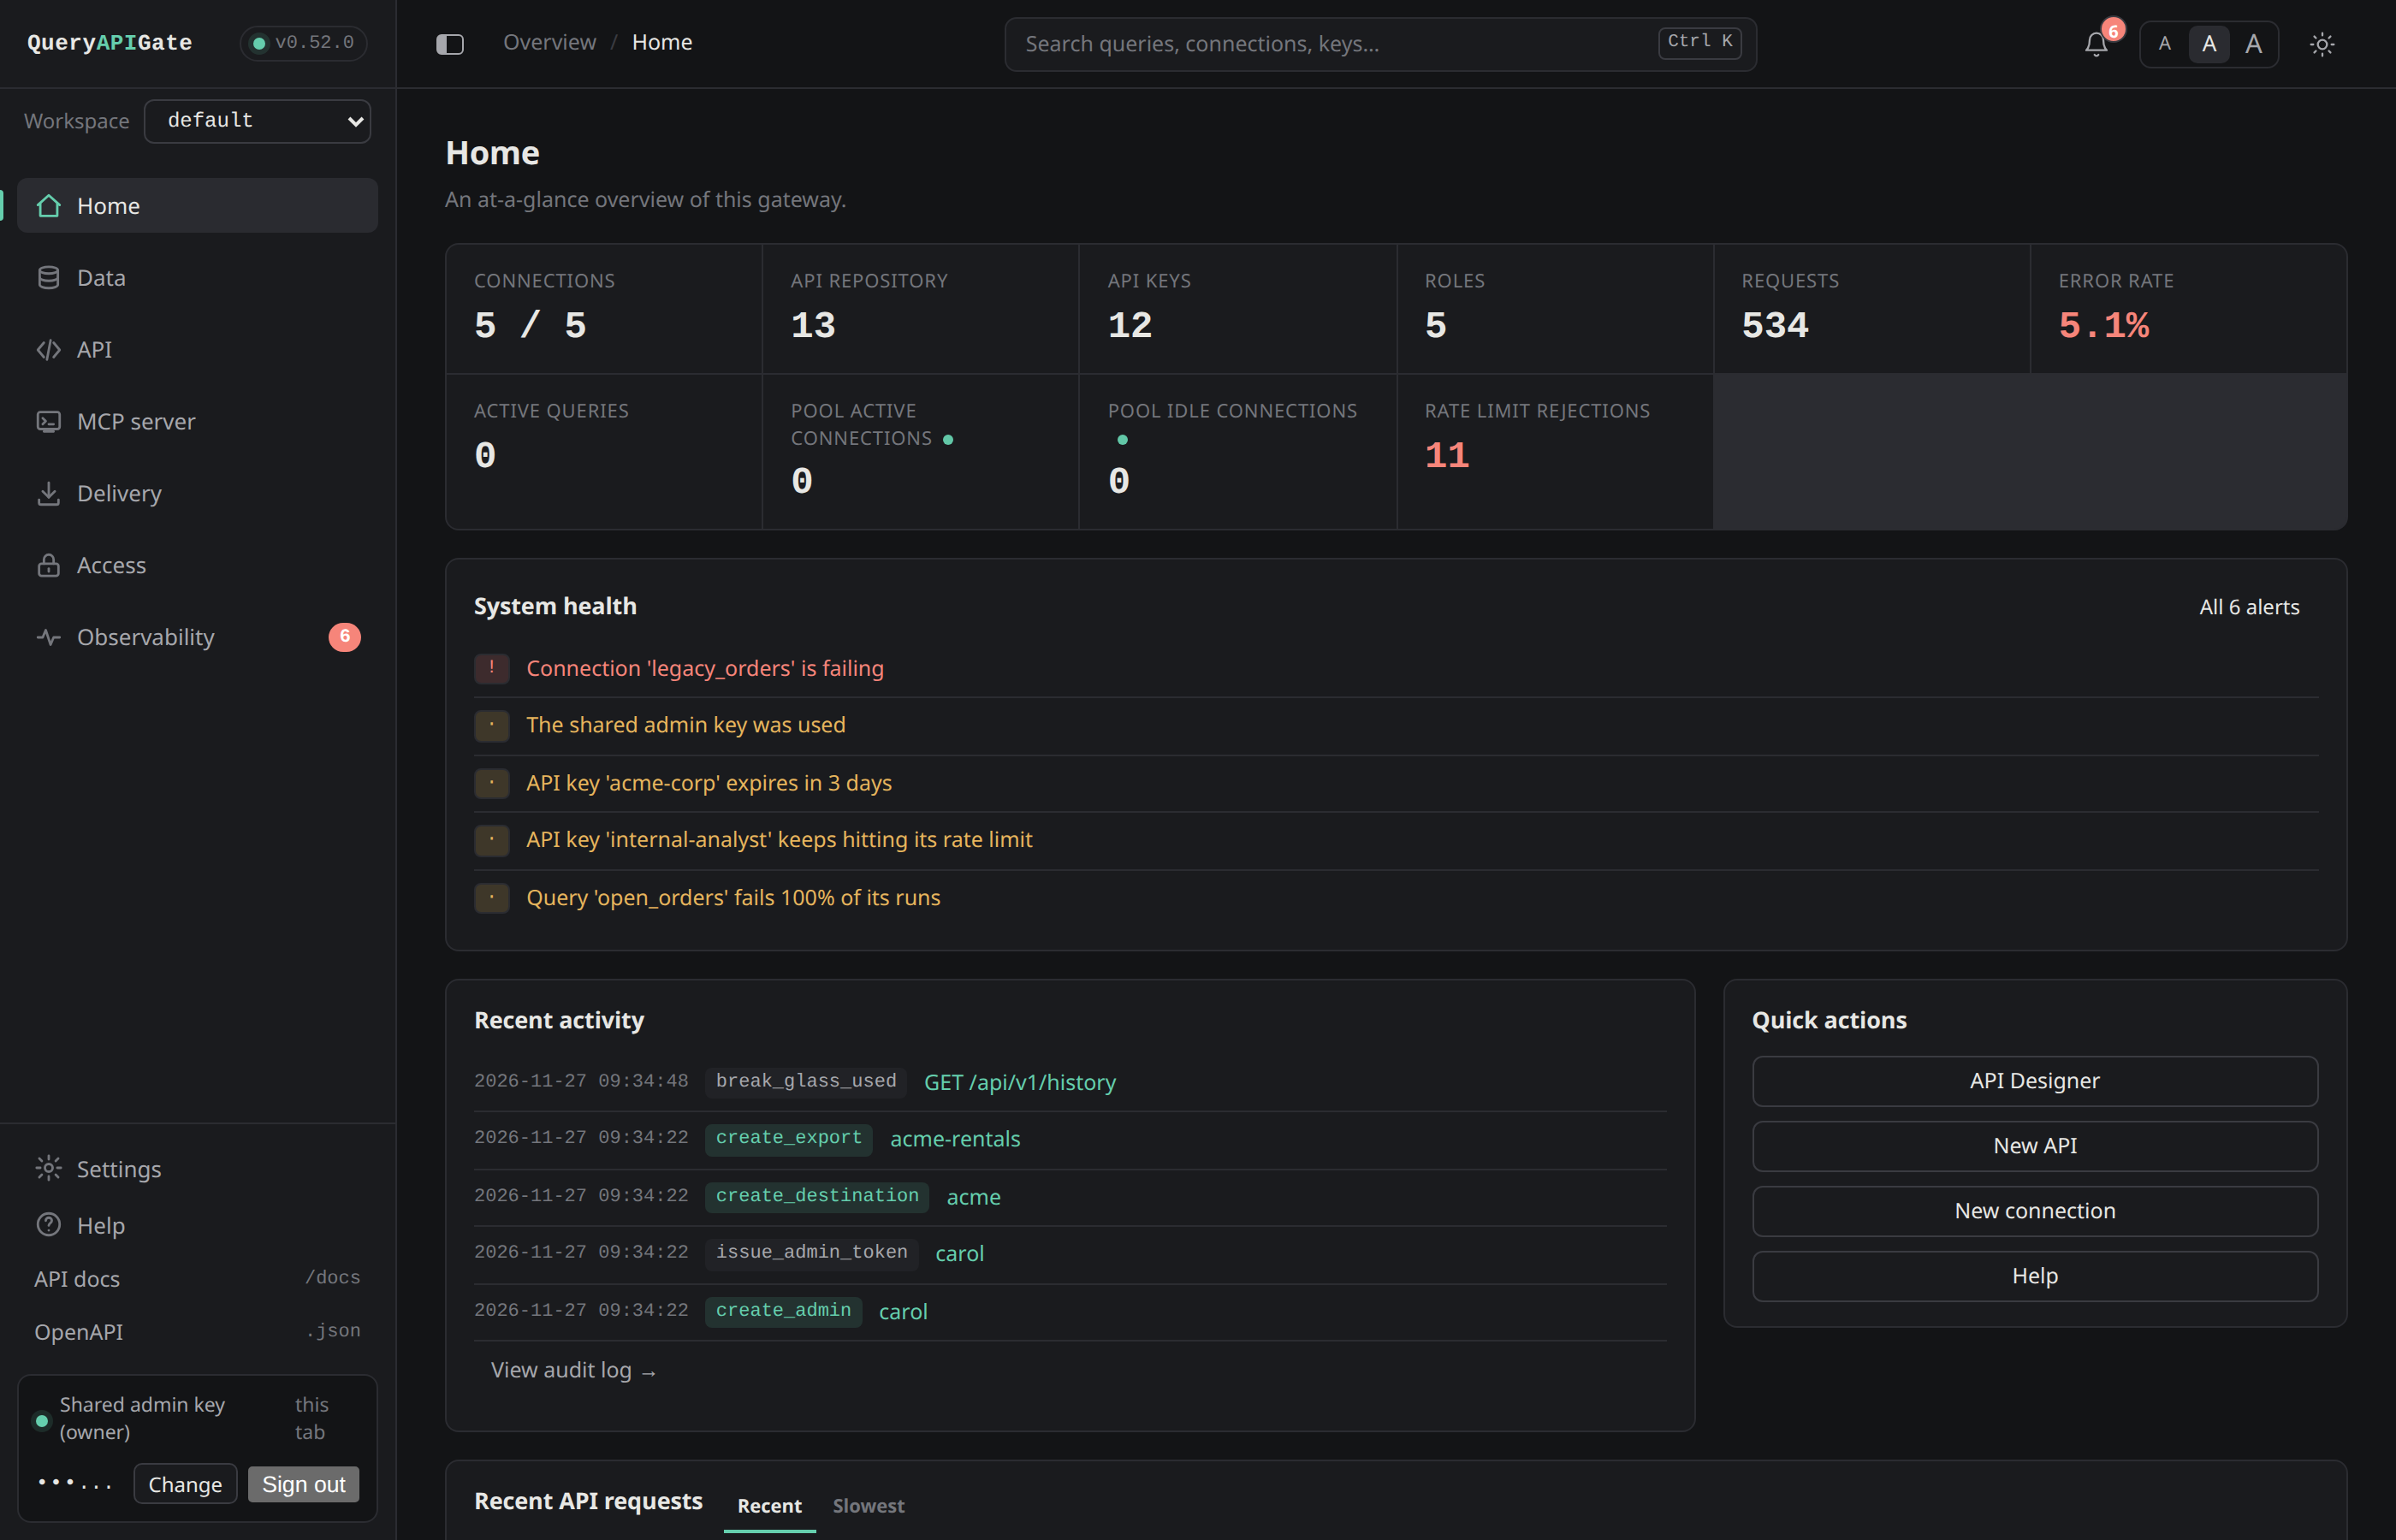 QueryAPIGate
v0.52.0
Overview / Home
Search queries, connections, keys...
Ctrl K
6
A A A
Workspace
default
Home
Data
API
MCP server
Delivery
Access
Observability
6
Settings
Help
API docs
/docs
OpenAPI
.json
Shared admin key
(owner)
this
tab
•••...
Change
Sign out
Home
An at-a-glance overview of this gateway.
CONNECTIONS
5 / 5
API REPOSITORY
13
API KEYS
12
ROLES
5
REQUESTS
534
ERROR RATE
5.1%
ACTIVE QUERIES
0
POOL ACTIVE
CONNECTIONS
0
POOL IDLE CONNECTIONS
0
RATE LIMIT REJECTIONS
11
System health
All 6 alerts
! Connection 'legacy_orders' is failing
· The shared admin key was used
· API key 'acme-corp' expires in 3 days
· API key 'internal-analyst' keeps hitting its rate limit
· Query 'open_orders' fails 100% of its runs
Recent activity
2026-11-27 09:34:48 break_glass_used GET /api/v1/history
2026-11-27 09:34:22 create_export acme-rentals
2026-11-27 09:34:22 create_destination acme
2026-11-27 09:34:22 issue_admin_token carol
2026-11-27 09:34:22 create_admin carol
View audit log →
Quick actions
API Designer
New API
New connection
Help
Recent API requests
Recent
Slowest